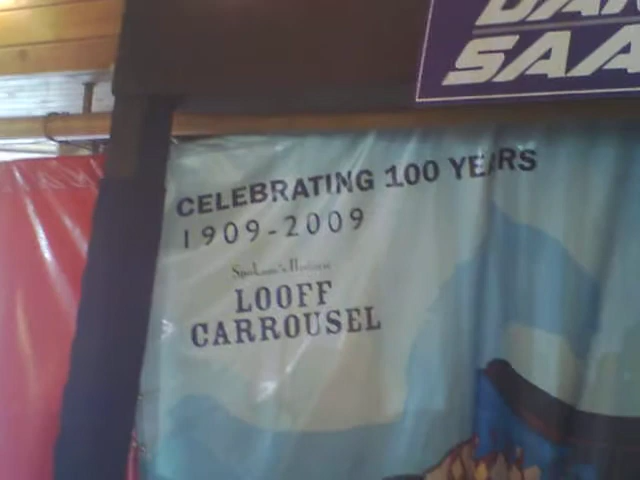 SAA
CELEBRATING 100 YEARS
1909-2009
LOOFF
CARROUSEL